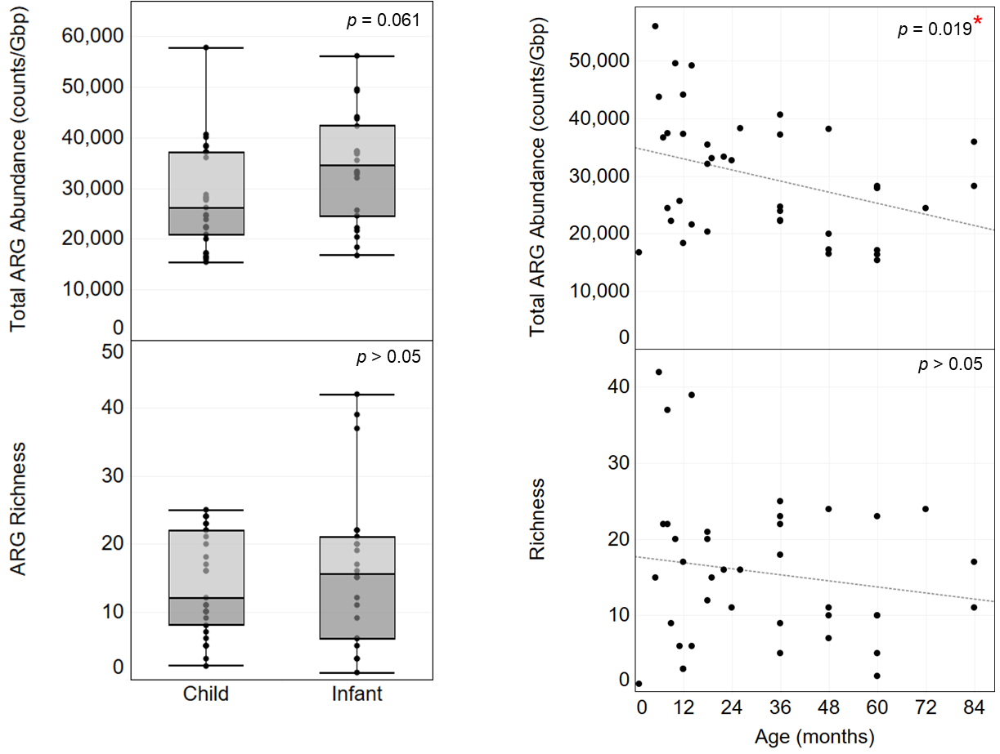 Total ARG Abundance (counts/Gbp)
p = 0.061
60,000
50,000
40,000
30,000
20,000
10,000
0
ARG Richness
p > 0.05
50
40
30
20
10
0
Child Infant
Total ARG Abundance (counts/Gbp)
p = 0.019*
50,000
40,000
30,000
20,000
10,000
0
Richness
p > 0.05
40
30
20
10
0
0 12 24 36 48 60 72 84
Age (months)